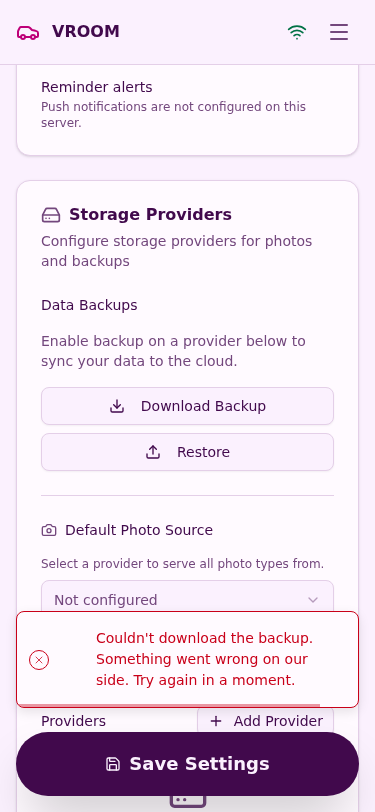 VROOM
Reminder alerts
Push notifications are not configured on this
server.
Storage Providers
Configure storage providers for photos
and backups
Data Backups
Enable backup on a provider below to
sync your data to the cloud.
Download Backup
Restore
Default Photo Source
Select a provider to serve all photo types from.
Not configured
Couldn't download the backup.
Something went wrong on our
side. Try again in a moment.
Providers
Add Provider
Save Settings